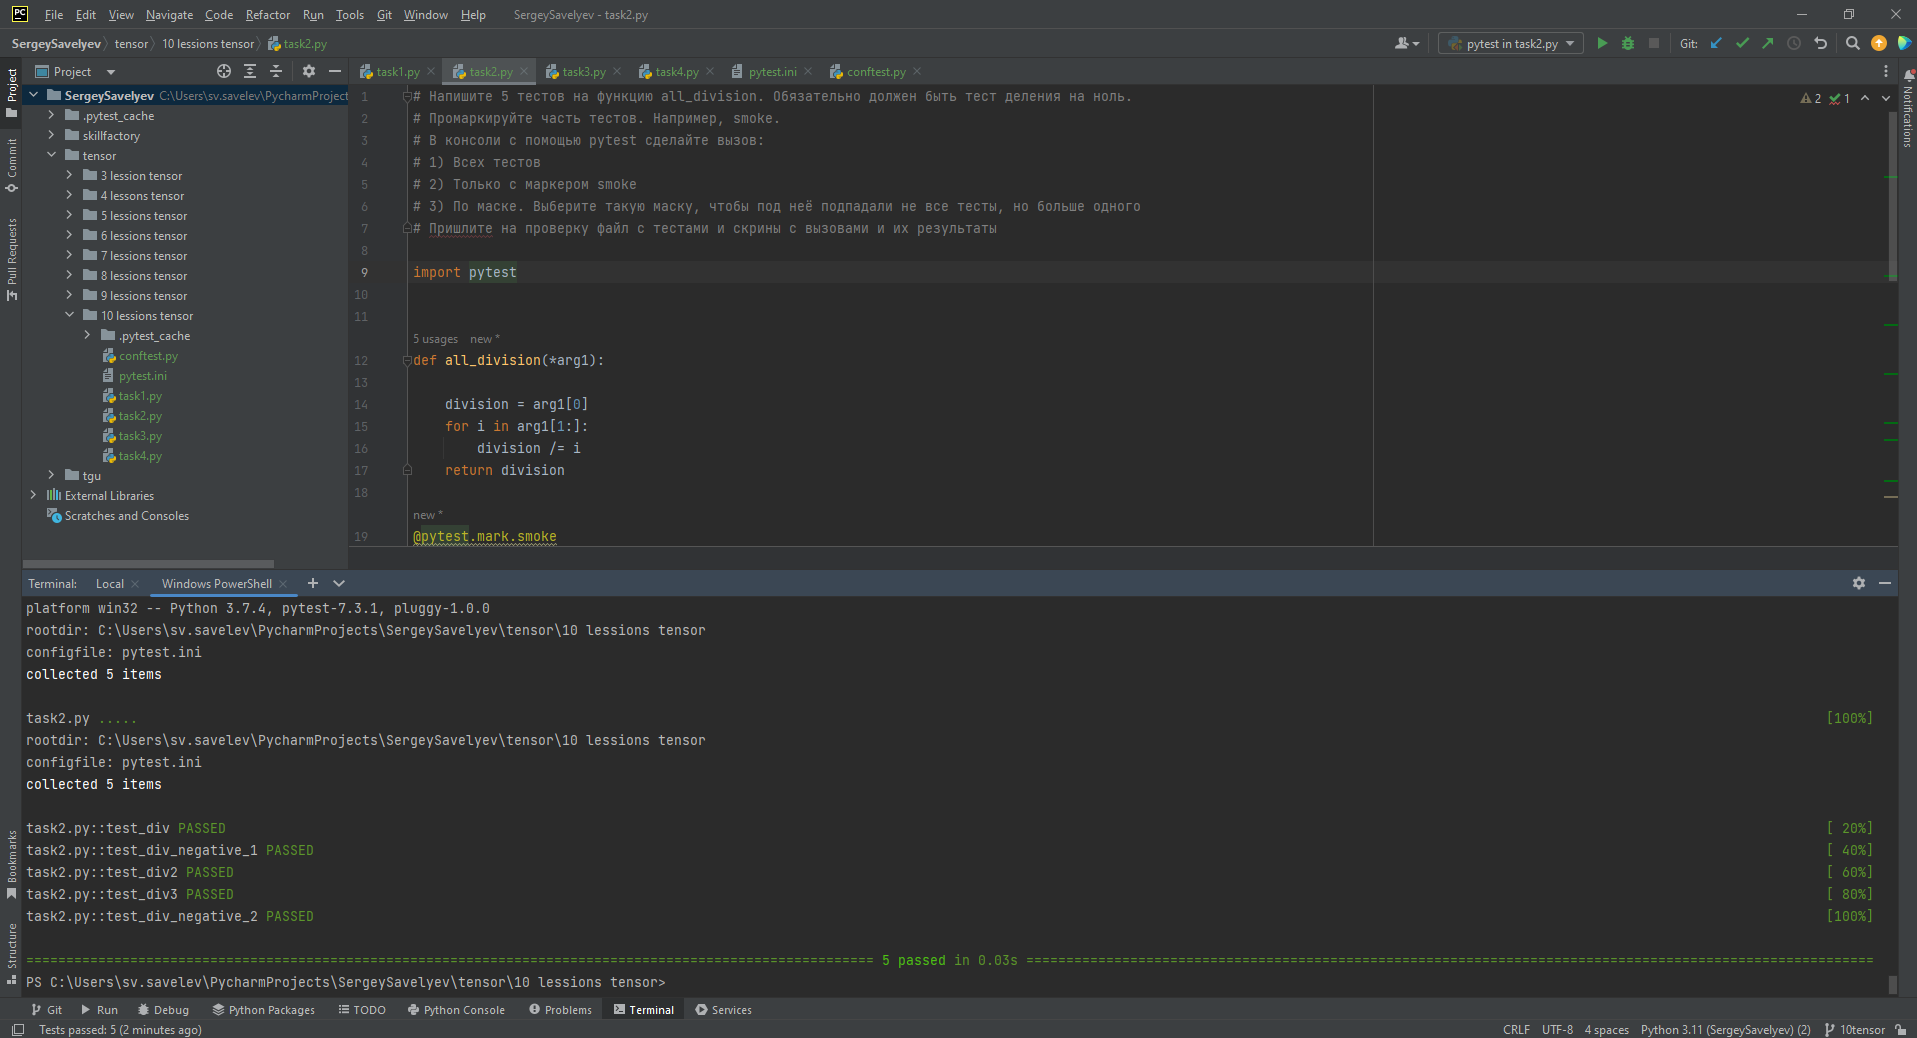 PC File Edit View Navigate Code Refactor Run Tools Git Window Help SergeySavelyev - task2.py
SergeySavelyev tensor 10 lessions tensor task2.py pytest in task2.py Git:
Project task1.py task2.py task3.py task4.py pytest.ini conftest.py
Project
Commit
Pull Requests
Bookmarks
Structure
Notifications
SergeySavelyev C:\Users\sv.savelev\PycharmProject
.pytest_cache
skillfactory
tensor
3 lession tensor
4 lessons tensor
5 lessions tensor
6 lessions tensor
7 lessions tensor
8 lessions tensor
9 lessions tensor
10 lessions tensor
.pytest_cache
conftest.py
pytest.ini
task1.py
task2.py
task3.py
task4.py
tgu
External Libraries
Scratches and Consoles
2 1
1 # Напишите 5 тестов на функцию all_division. Обязательно должен быть тест деления на ноль.
2 # Промаркируйте часть тестов. Например, smoke.
3 # В консоли с помощью pytest сделайте вызов:
4 # 1) Всех тестов
5 # 2) Только с маркером smoke
6 # 3) По маске. Выберите такую маску, чтобы под неё подпадали не все тесты, но больше одного
7 # Пришлите на проверку файл с тестами и скрины с вызовами и их результаты
8
9 import pytest
10
11
5 usages new *
12 def all_division(*arg1):
13
14 division = arg1[0]
15 for i in arg1[1:]:
16 division /= i
17 return division
18
new *
19 @pytest.mark.smoke
Terminal: Local Windows PowerShell
platform win32 -- Python 3.7.4, pytest-7.3.1, pluggy-1.0.0
rootdir: C:\Users\sv.savelev\PycharmProjects\SergeySavelyev\tensor\10 lessions tensor
configfile: pytest.ini
collected 5 items
task2.py ..... [100%]
rootdir: C:\Users\sv.savelev\PycharmProjects\SergeySavelyev\tensor\10 lessions tensor
configfile: pytest.ini
collected 5 items
task2.py::test_div PASSED [ 20%]
task2.py::test_div_negative_1 PASSED [ 40%]
task2.py::test_div2 PASSED [ 60%]
task2.py::test_div3 PASSED [ 80%]
task2.py::test_div_negative_2 PASSED [100%]
========== 5 passed in 0.03s ==========
PS C:\Users\sv.savelev\PycharmProjects\SergeySavelyev\tensor\10 lessions tensor>
Git Run Debug Python Packages TODO Python Console Problems Terminal Services
Tests passed: 5 (2 minutes ago) CRLF UTF-8 4 spaces Python 3.11 (SergeySavelyev) (2) 10tensor